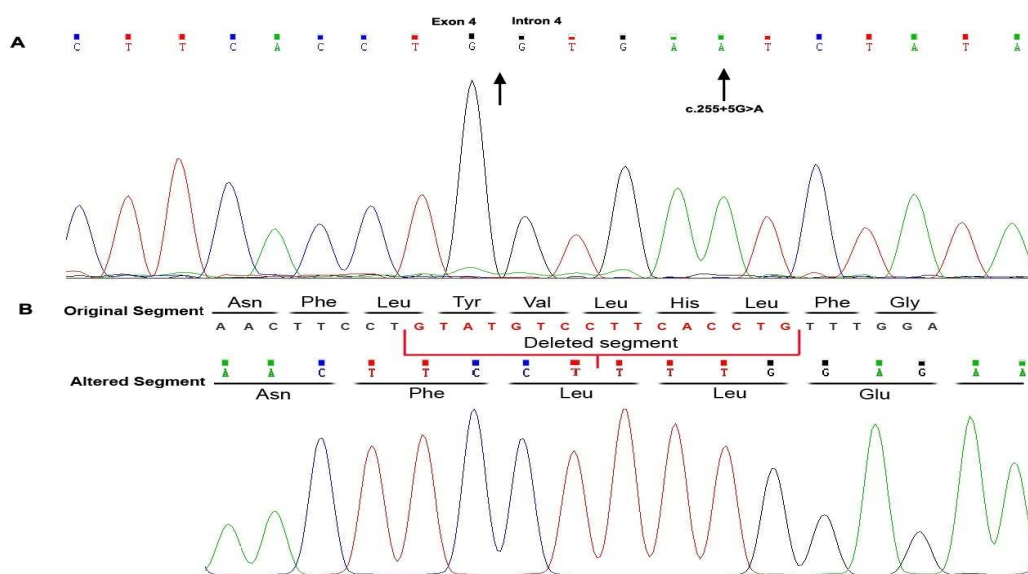 Exon 4 Intron 4
A
C T T C A C C T G G T G A A T C T A T A
c.255+5G>A
Asn Phe Leu Tyr Val Leu His Leu Phe Gly
B Original Segment
A A C T T C C T G T A T G T C C T T C A C C T G T T T G G A
Deleted segment
Altered Segment A A C T T C C T T T T G G A G A A
Asn Phe Leu Leu Glu